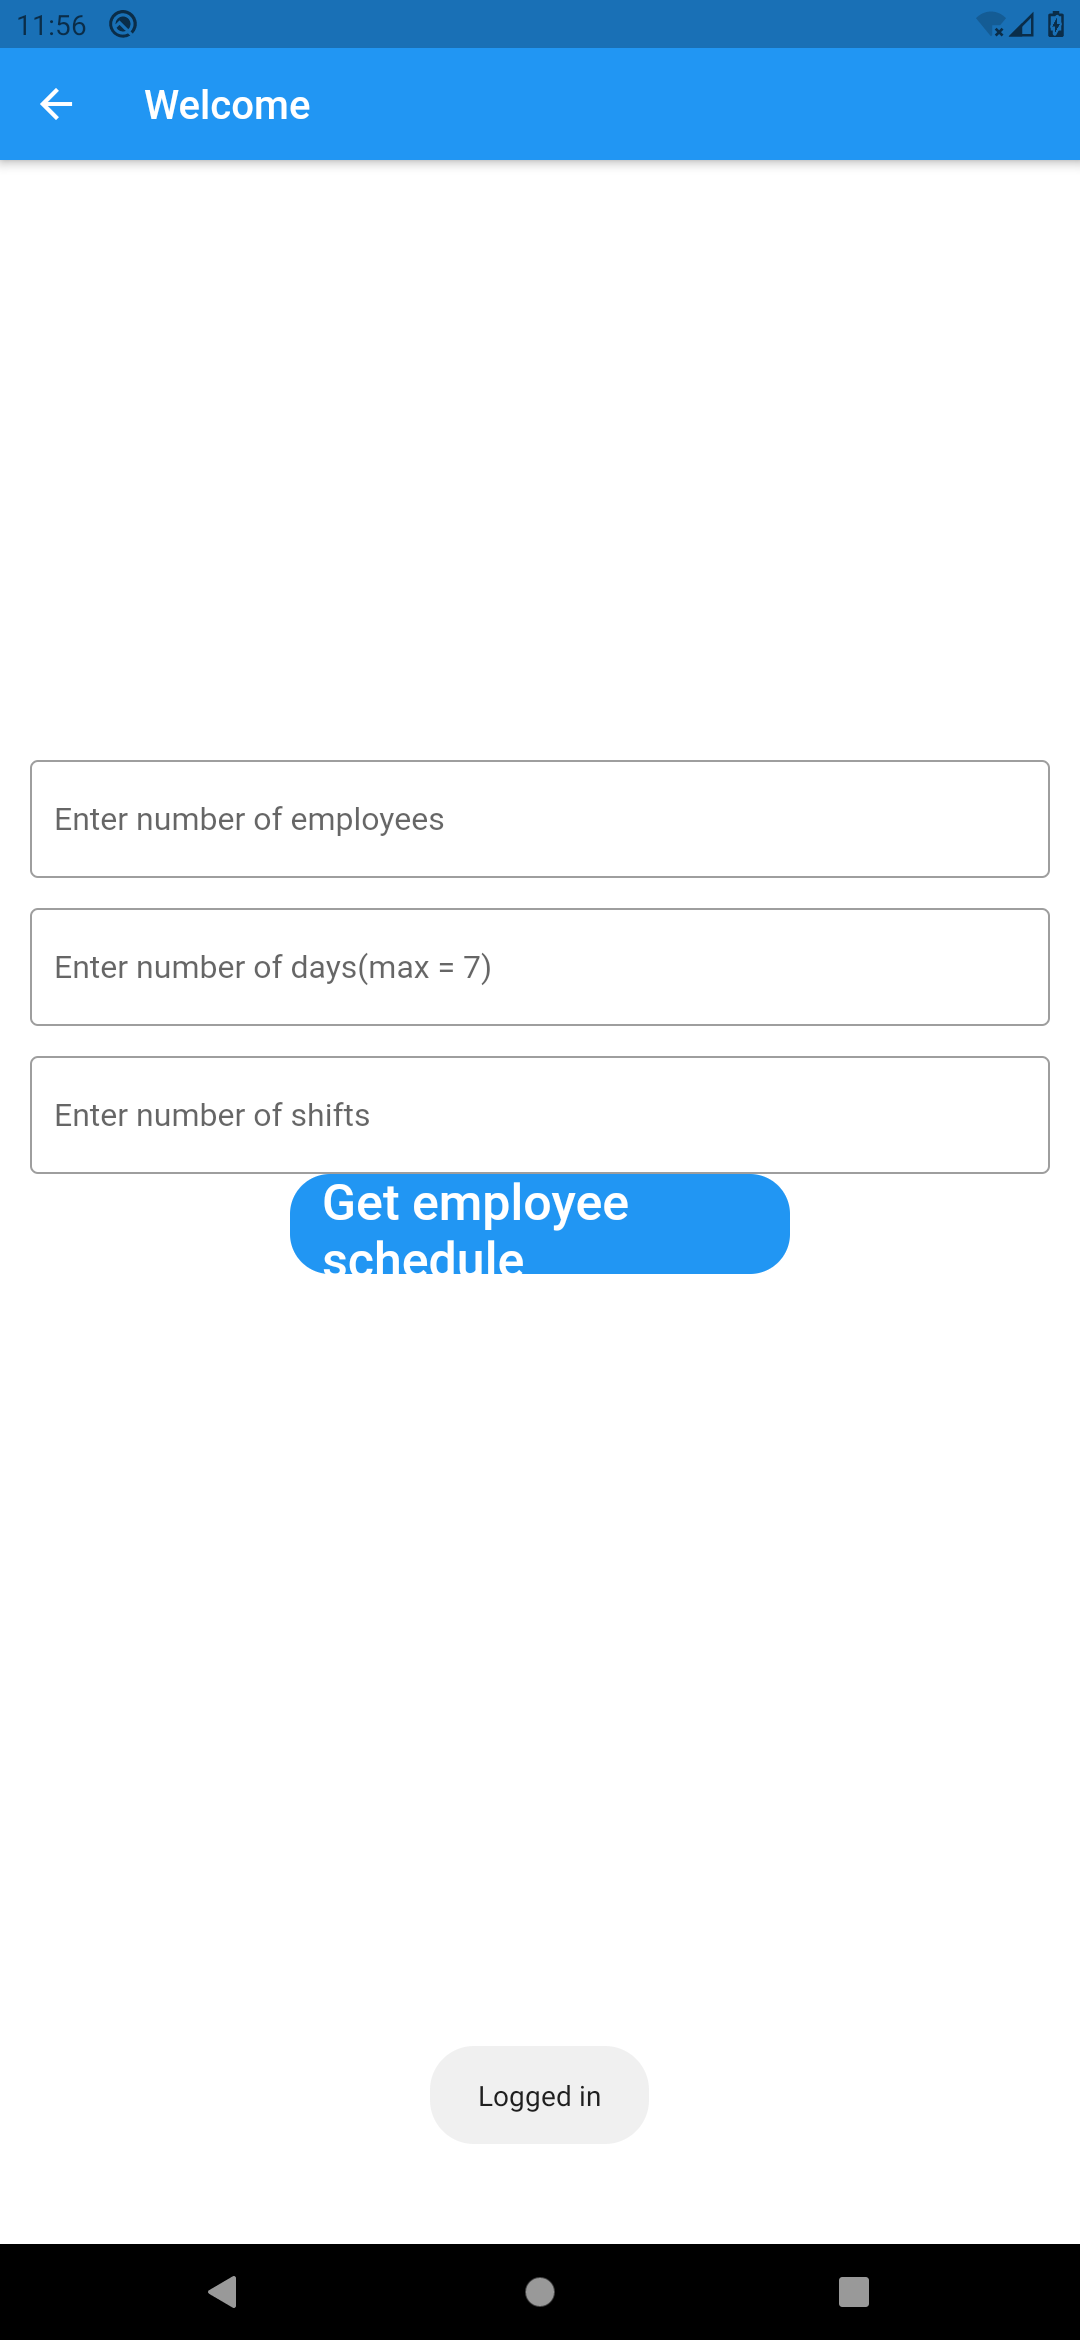 11:56
Welcome
Enter number of employees
Enter number of days(max = 7)
Enter number of shifts
Get employee
schedule
Logged in